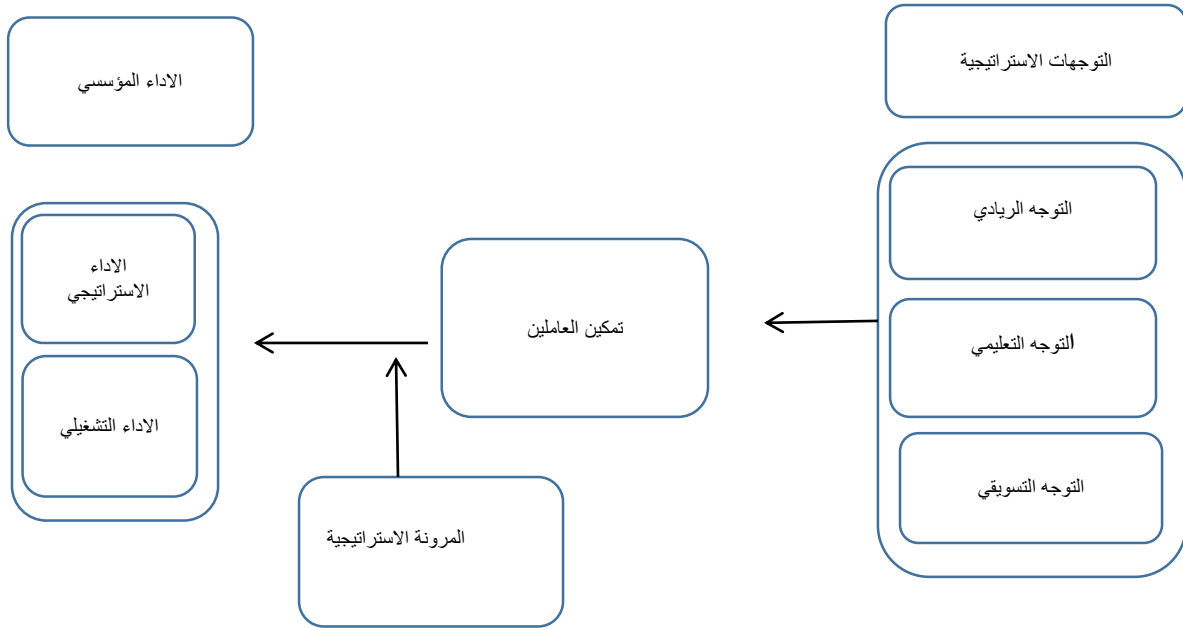 التوجهات الاستراتيجية
الاداء المؤسسي
التوجه الريادي
التوجه التعليمي
التوجه التسويقي
تمكين العاملين
المرونة الاستراتيجية
الاداء
الاستراتيجي
الاداء التشغيلي